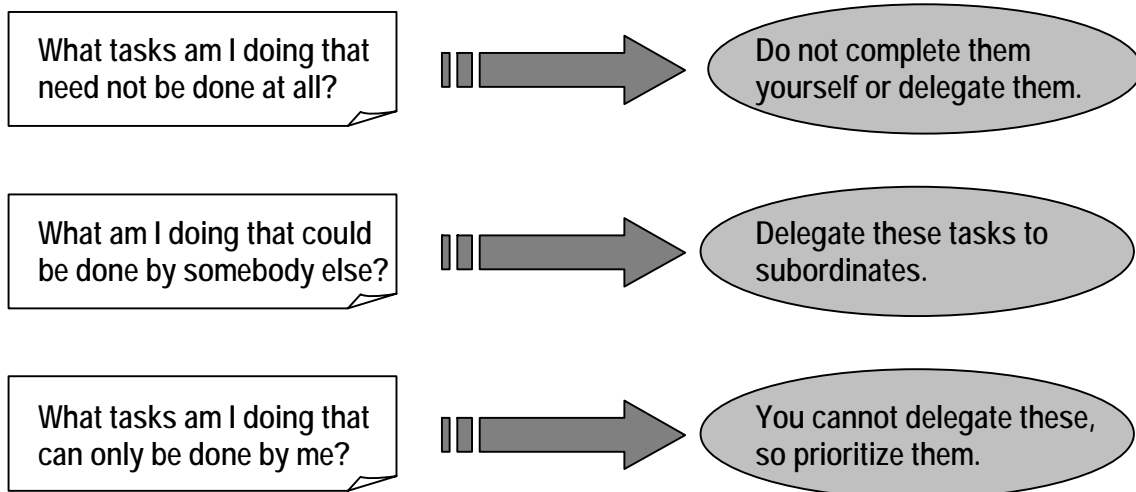 What tasks am I doing that
need not be done at all?
Do not complete them
yourself or delegate them.
What am I doing that could
be done by somebody else?
Delegate these tasks to
subordinates.
What tasks am I doing that
can only be done by me?
You cannot delegate these,
so prioritize them.